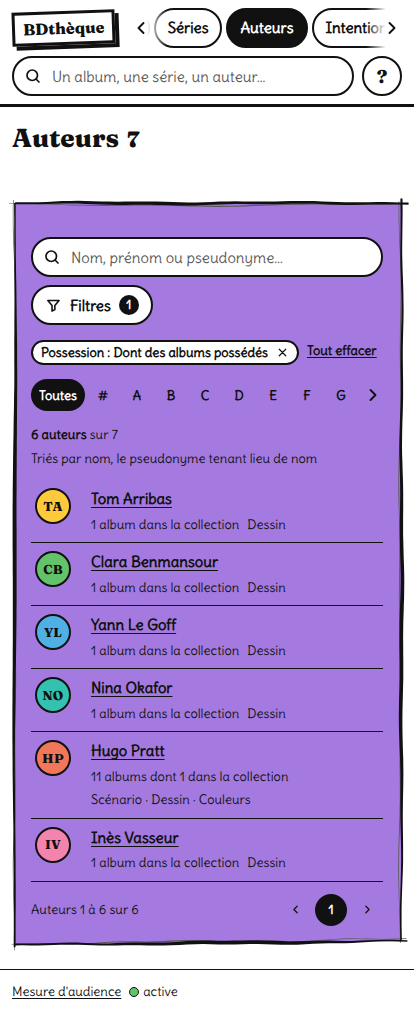 BDthèque
Séries
Auteurs
Intention
Un album, une série, un auteur...
?
Auteurs 7
Nom, prénom ou pseudonyme...
Filtres 1
Possession : Dont des albums possédés ×
Tout effacer
Toutes # A B C D E F G
6 auteurs sur 7
Triés par nom, le pseudonyme tenant lieu de nom
TA
Tom Arribas
1 album dans la collection Dessin
CB
Clara Benmansour
1 album dans la collection Dessin
YL
Yann Le Goff
1 album dans la collection Dessin
NO
Nina Okafor
1 album dans la collection Dessin
HP
Hugo Pratt
11 albums dont 1 dans la collection
Scénario · Dessin · Couleurs
IV
Inès Vasseur
1 album dans la collection Dessin
Auteurs 1 à 6 sur 6
1
Mesure d'audience active